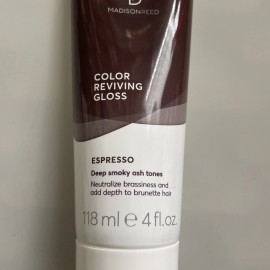 MADISONREED
COLOR
REVIVING
GLOSS
ESPRESSO
Deep smoky ash tones
Neutralize brassiness and
add depth to brunette hair
118 ml e 4 fl.oz.